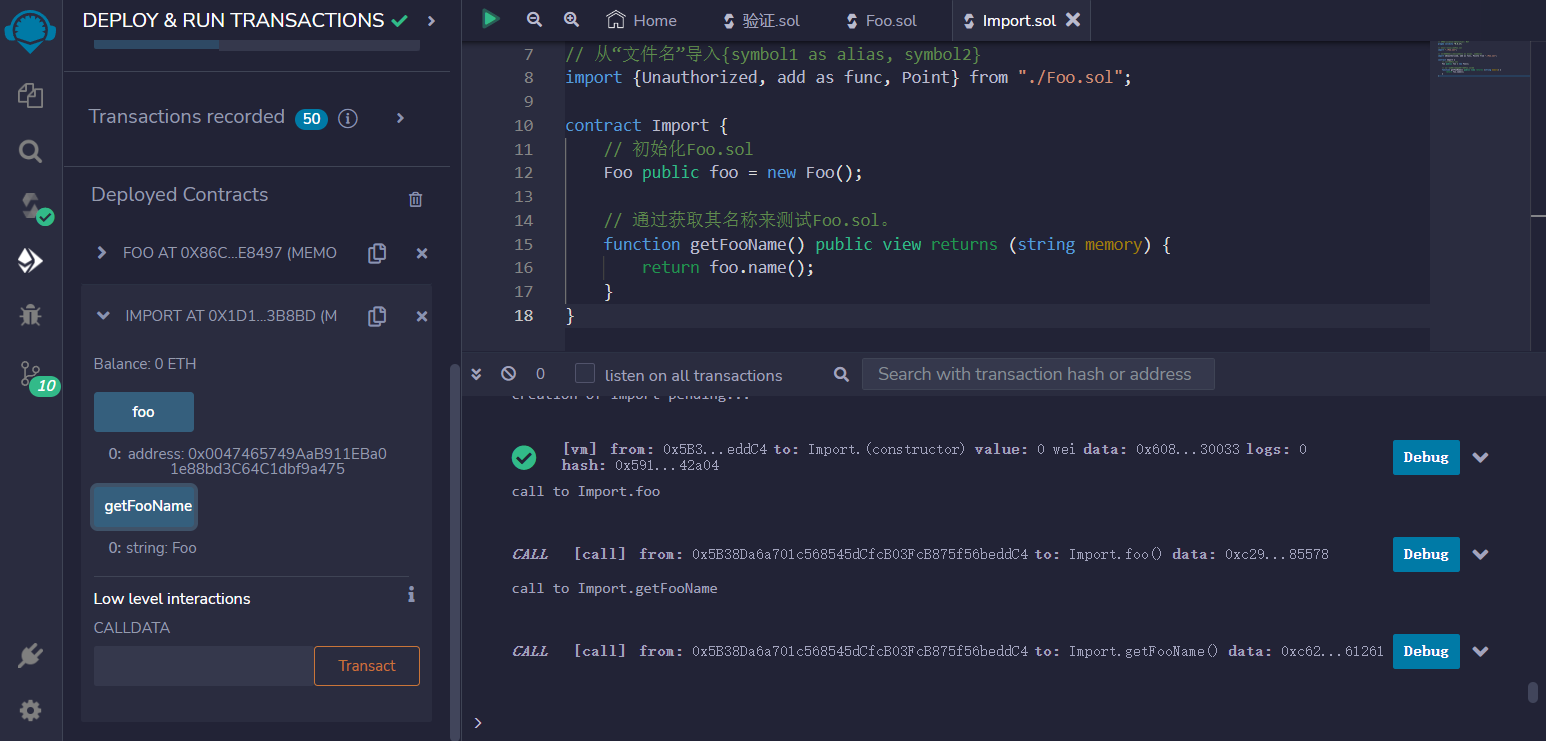 DEPLOY & RUN TRANSACTIONS
Transactions recorded 50
Deployed Contracts
FOO AT 0X86C...E8497 (MEMO
IMPORT AT 0X1D1...3B8BD (M
Balance: 0 ETH
foo
0: address: 0x0047465749AaB911EBa0
1e88bd3C64C1dbf9a475
getFooName
0: string: Foo
Low level interactions
CALLDATA
Transact
10
Home
验证.sol
Foo.sol
Import.sol
7 // 从“文件名”导入{symbol1 as alias, symbol2}
8 import {Unauthorized, add as func, Point} from "./Foo.sol";
9
10 contract Import {
11 // 初始化Foo.sol
12 Foo public foo = new Foo();
13
14 // 通过获取其名称来测试Foo.sol。
15 function getFooName() public view returns (string memory) {
16 return foo.name();
17 }
18 }
0 listen on all transactions Search with transaction hash or address
creation of Import pending...
[vm] from: 0x5B3...eddC4 to: Import.(constructor) value: 0 wei data: 0x608...30033 logs: 0
hash: 0x591...42a04
Debug
call to Import.foo
CALL [call] from: 0x5B38Da6a701c568545dCfcB03FcB875f56beddC4 to: Import.foo() data: 0xc29...85578 Debug
call to Import.getFooName
CALL [call] from: 0x5B38Da6a701c568545dCfcB03FcB875f56beddC4 to: Import.getFooName() data: 0xc62...61261 Debug
>